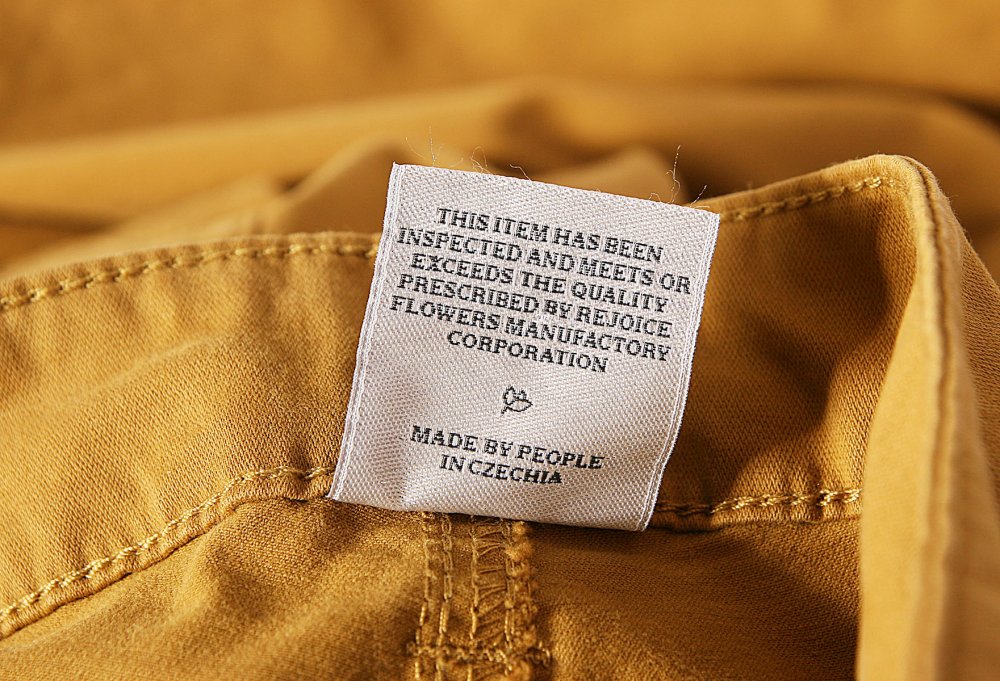 THIS ITEM HAS BEEN
INSPECTED AND MEETS OR
EXCEEDS THE QUALITY
PRESCRIBED BY REJOICE
FLOWERS MANUFACTORY
CORPORATION
MADE BY PEOPLE
IN CZECHIA